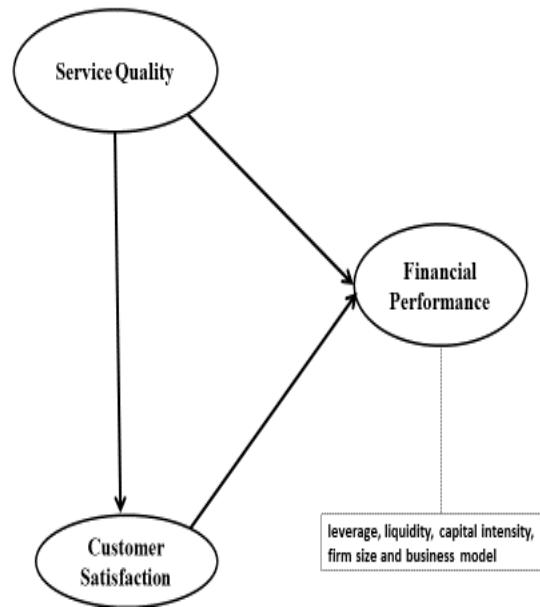 Service Quality
Financial
Performance
leverage, liquidity, capital intensity,
firm size and business model
Customer
Satisfaction